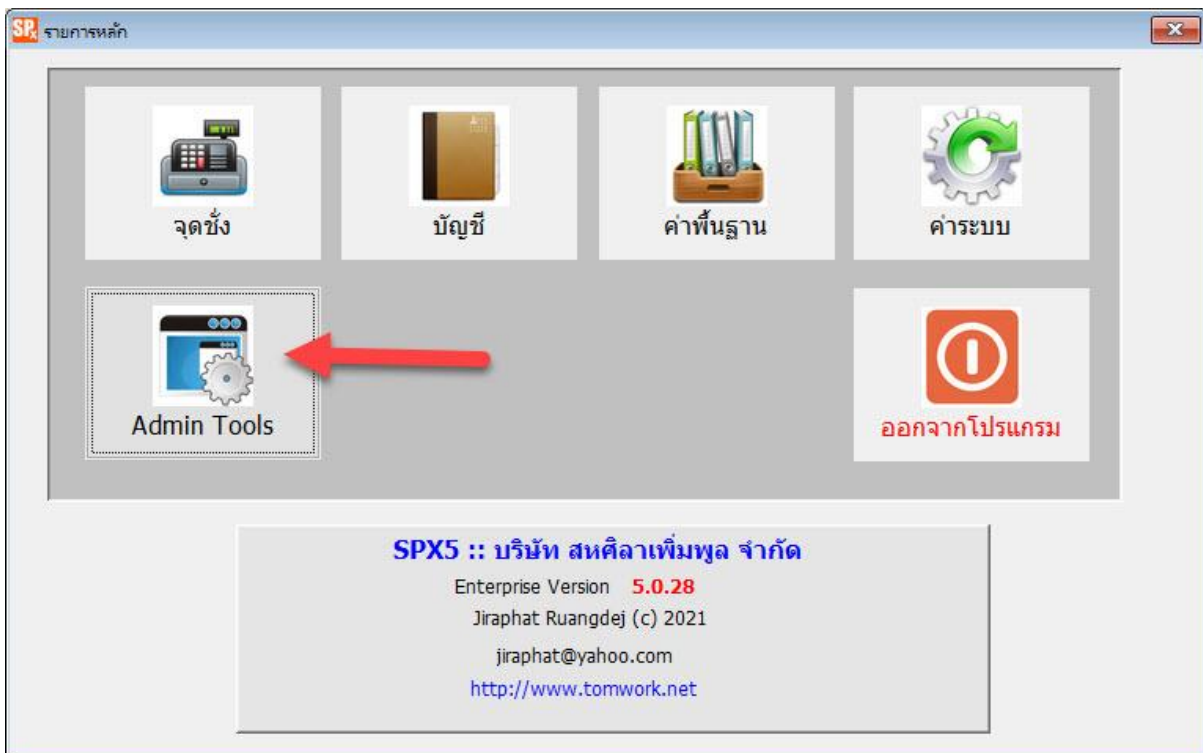 SPx รายการหลัก
จุดชั่ง
บัญชี
ค่าพื้นฐาน
ค่าระบบ
Admin Tools
ออกจากโปรแกรม
SPX5 :: บริษัท สหศิลาเพิ่มพูล จำกัด
Enterprise Version 5.0.28
Jiraphat Ruangdej (c) 2021
jiraphat@yahoo.com
http://www.tomwork.net